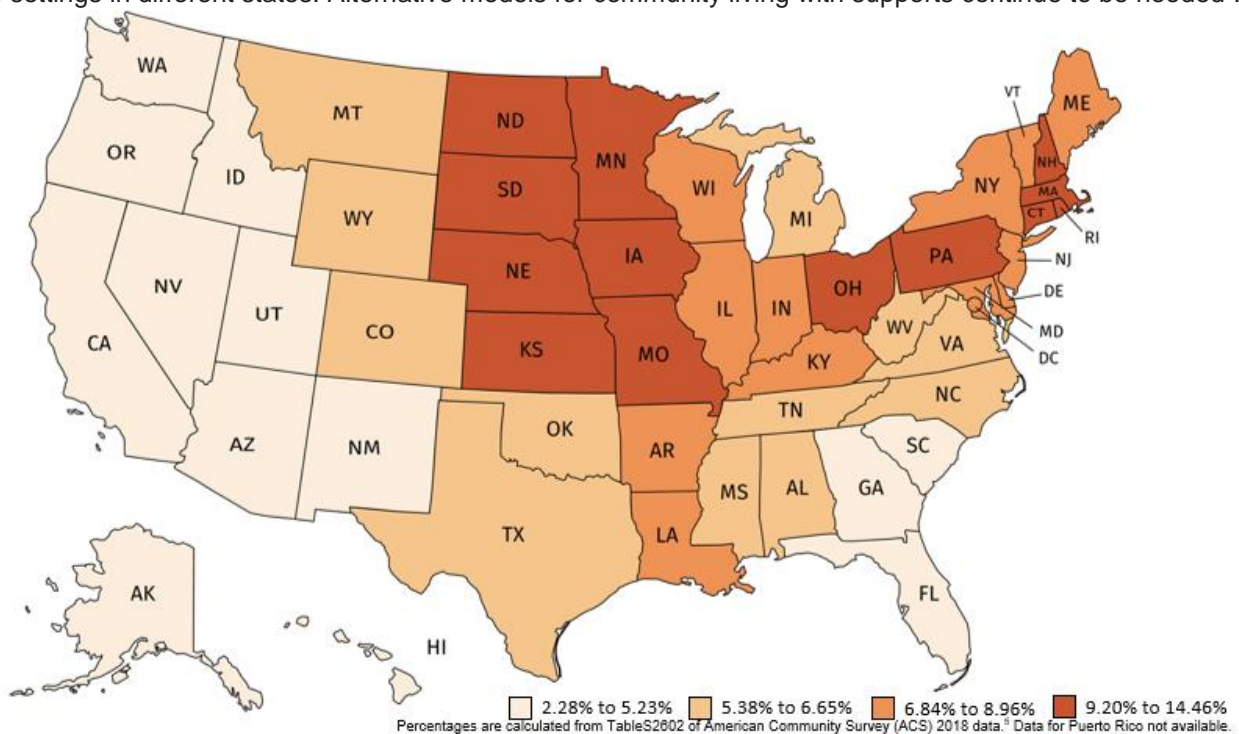 settings in different states. Alternative models for community living with supports continue to be needed
WA
MT
ND
MN
VT
ME
OR
ID
SD
WI
NY
NH
MA
CT
RI
WY
MI
NE
IA
PA
NJ
NV
UT
CO
IL
IN
OH
DE
CA
KS
MO
WV
VA
MD
DC
KY
AZ
NM
OK
AR
TN
NC
SC
MS
AL
GA
TX
LA
AK
FL
HI
2.28% to 5.23%
5.38% to 6.65%
6.84% to 8.96%
9.20% to 14.46%
Percentages are calculated from TableS2602 of American Community Survey (ACS) 2018 data. Data for Puerto Rico not available.